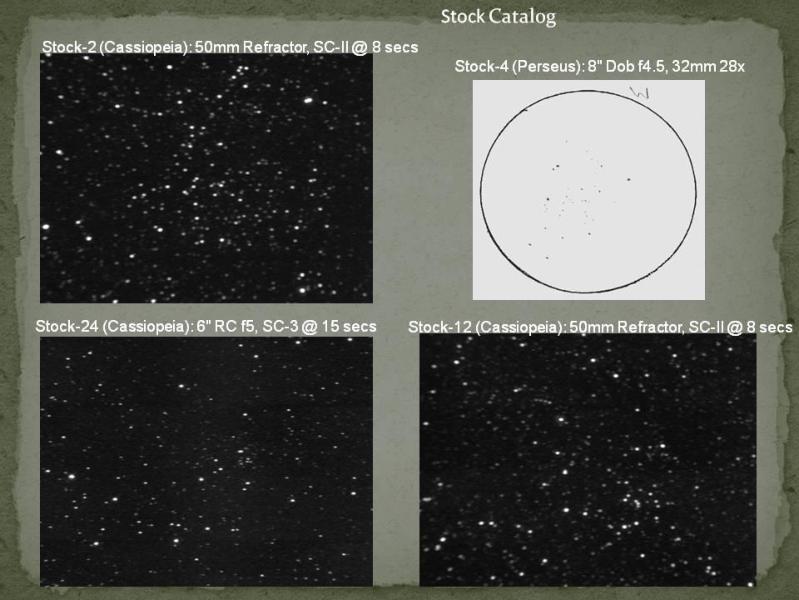 Stock Catalog
Stock-2 (Cassiopeia): 50mm Refractor, SC-II @ 8 secs
Stock-4 (Perseus): 8" Dob f4.5, 32mm 28x
W
Stock-24 (Cassiopeia): 6" RC f5, SC-3 @ 15 secs
Stock-12 (Cassiopeia): 50mm Refractor, SC-II @ 8 secs